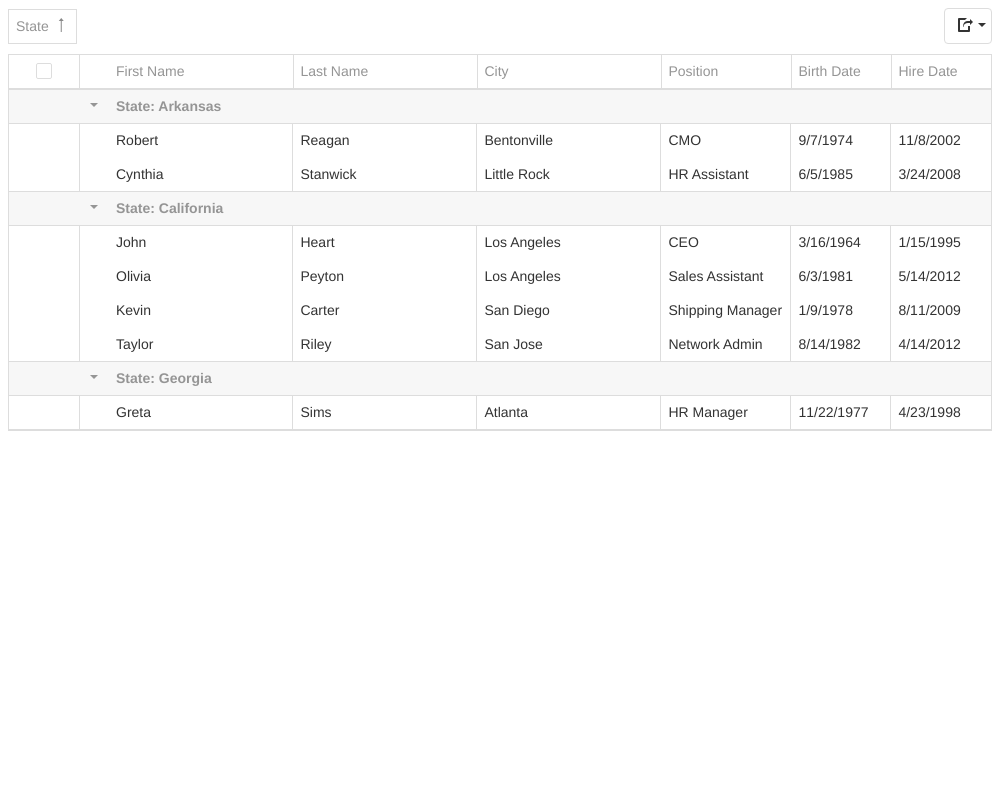 State
First Name Last Name City Position Birth Date Hire Date
State: Arkansas
Robert Reagan Bentonville CMO 9/7/1974 11/8/2002
Cynthia Stanwick Little Rock HR Assistant 6/5/1985 3/24/2008
State: California
John Heart Los Angeles CEO 3/16/1964 1/15/1995
Olivia Peyton Los Angeles Sales Assistant 6/3/1981 5/14/2012
Kevin Carter San Diego Shipping Manager 1/9/1978 8/11/2009
Taylor Riley San Jose Network Admin 8/14/1982 4/14/2012
State: Georgia
Greta Sims Atlanta HR Manager 11/22/1977 4/23/1998